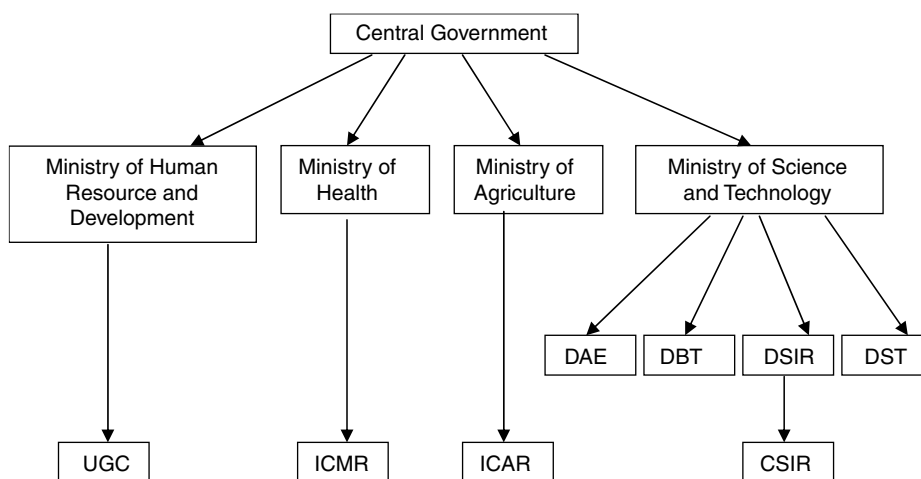 Central Government
Ministry of Human
Resource and
Development
Ministry of
Health
Ministry of
Agriculture
Ministry of Science
and Technology
DAE
DBT
DSIR
DST
UGC
ICMR
ICAR
CSIR